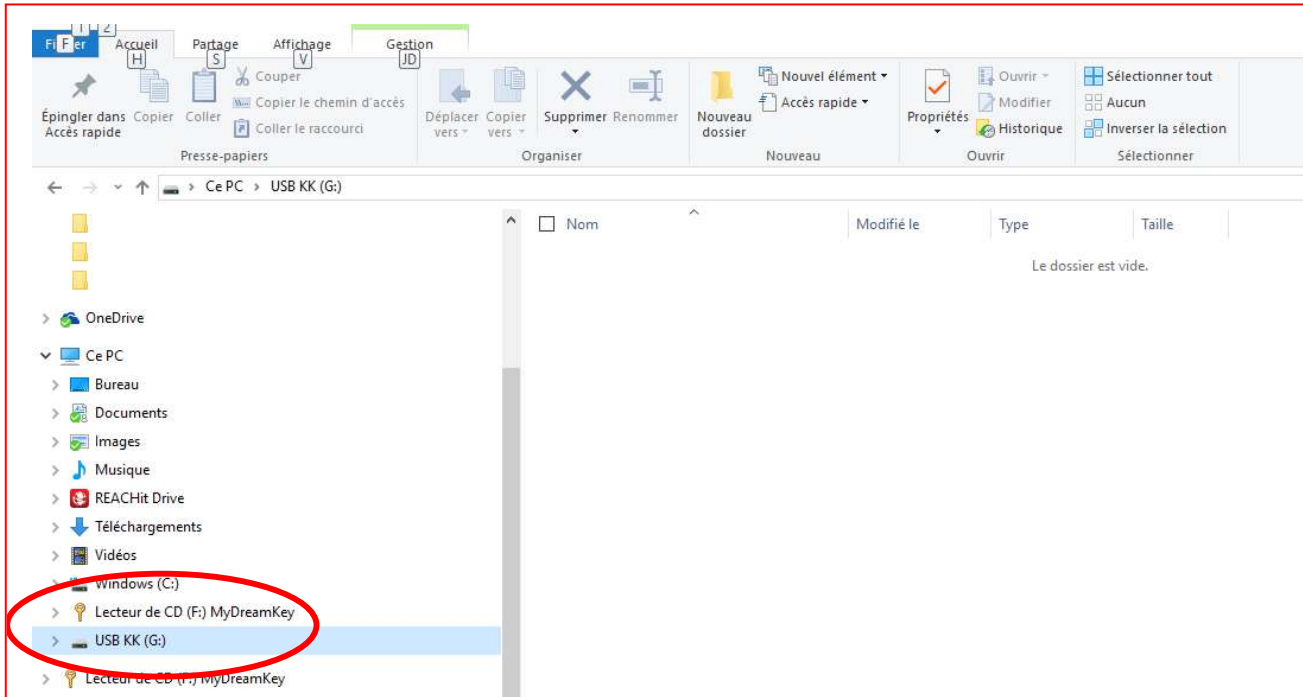 1 2
Fichier Accueil Partage Affichage Gestion
F H S V JD
Épingler dans Accès rapide
Copier
Coller
Couper
Copier le chemin d'accès
Coller le raccourci
Presse-papiers
Déplacer vers
Copier vers
Supprimer
Renommer
Organiser
Nouveau dossier
Nouvel élément
Accès rapide
Nouveau
Propriétés
Ouvrir
Modifier
Historique
Ouvrir
Sélectionner tout
Aucun
Inverser la sélection
Sélectionner
Ce PC > USB KK (G:)
Nom Modifié le Type Taille
Le dossier est vide.
OneDrive
Ce PC
Bureau
Documents
Images
Musique
REACHit Drive
Téléchargements
Vidéos
Windows (C:)
Lecteur de CD (F:) MyDreamKey
USB KK (G:)
Lecteur de CD (F:) MyDreamKey